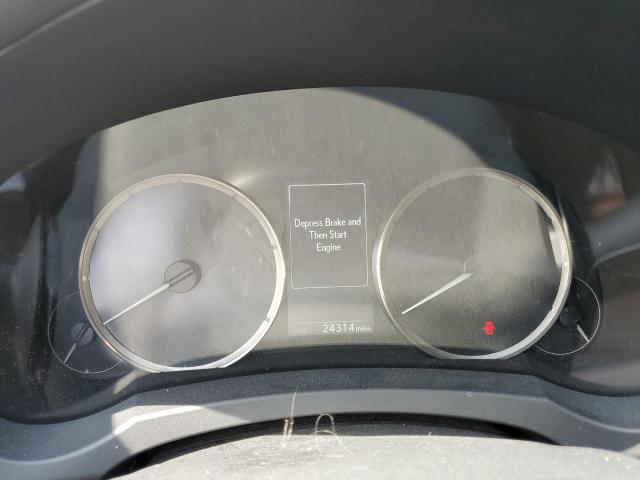 Depress Brake and
Then Start
Engine
24314 miles